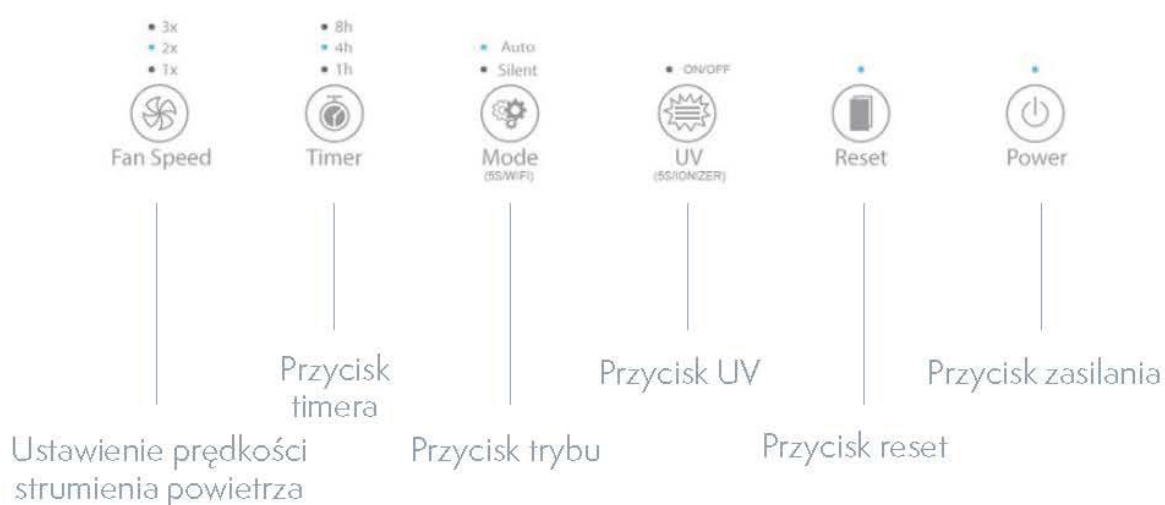 3x
2x
1x
Fan Speed
8h
4h
1h
Timer
Auto
Silent
Mode
(5S/WIFI)
ON/OFF
UV
(5S/IONIZER)
Reset
Power
Ustawienie prędkości
strumienia powietrza
Przycisk
timera
Przycisk trybu
Przycisk UV
Przycisk reset
Przycisk zasilania